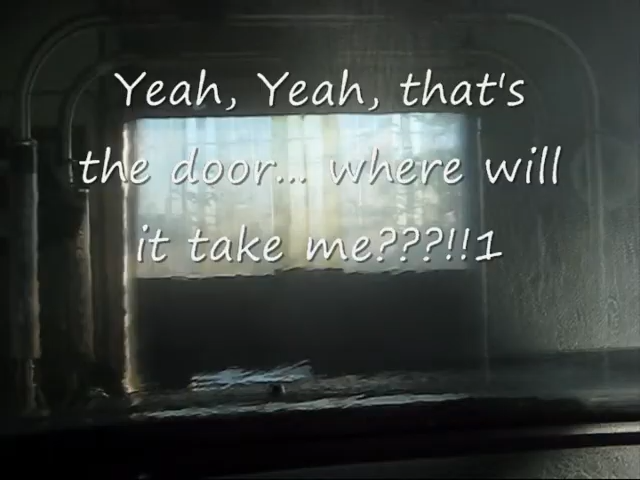 Yeah, Yeah, that's
the door... where will
it take me???!!1